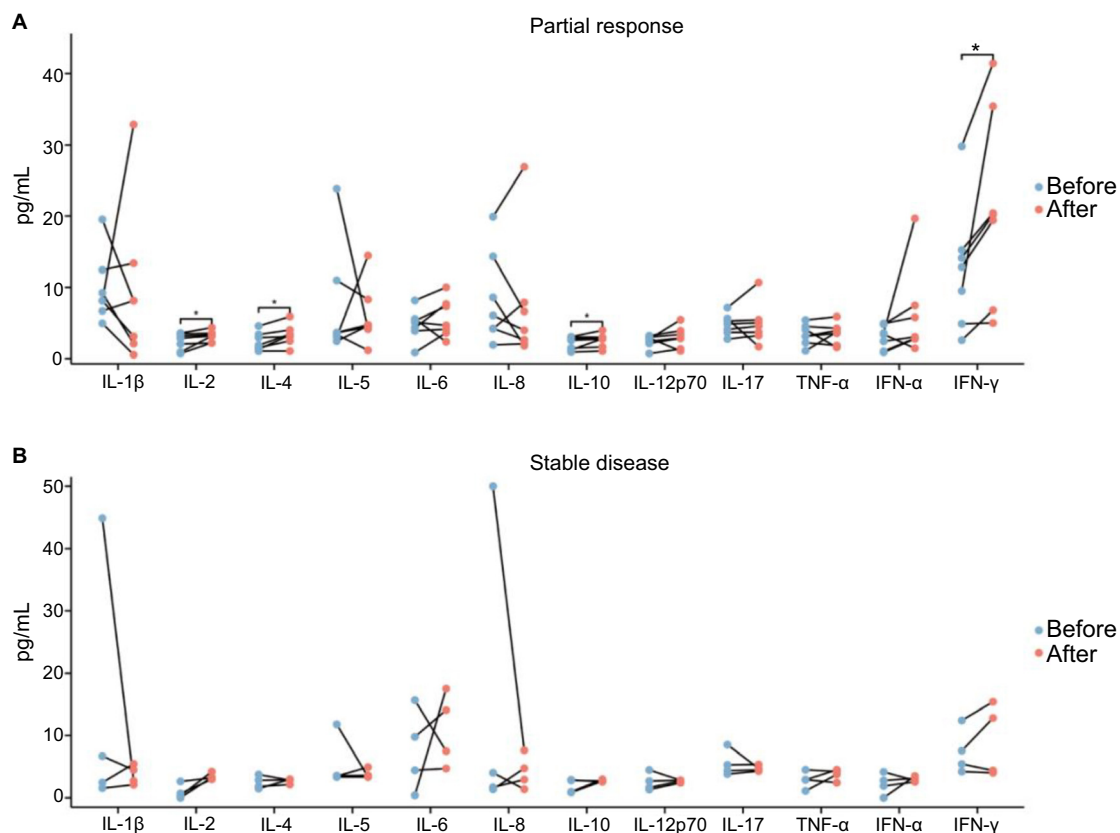 A
Partial response
*
40
30
20
10
0
pg/mL
* * *
Before
After
IL-1β IL-2 IL-4 IL-5 IL-6 IL-8 IL-10 IL-12p70 IL-17 TNF-α IFN-α IFN-γ
B
Stable disease
50
40
30
20
10
0
pg/mL
Before
After
IL-1β IL-2 IL-4 IL-5 IL-6 IL-8 IL-10 IL-12p70 IL-17 TNF-α IFN-α IFN-γ